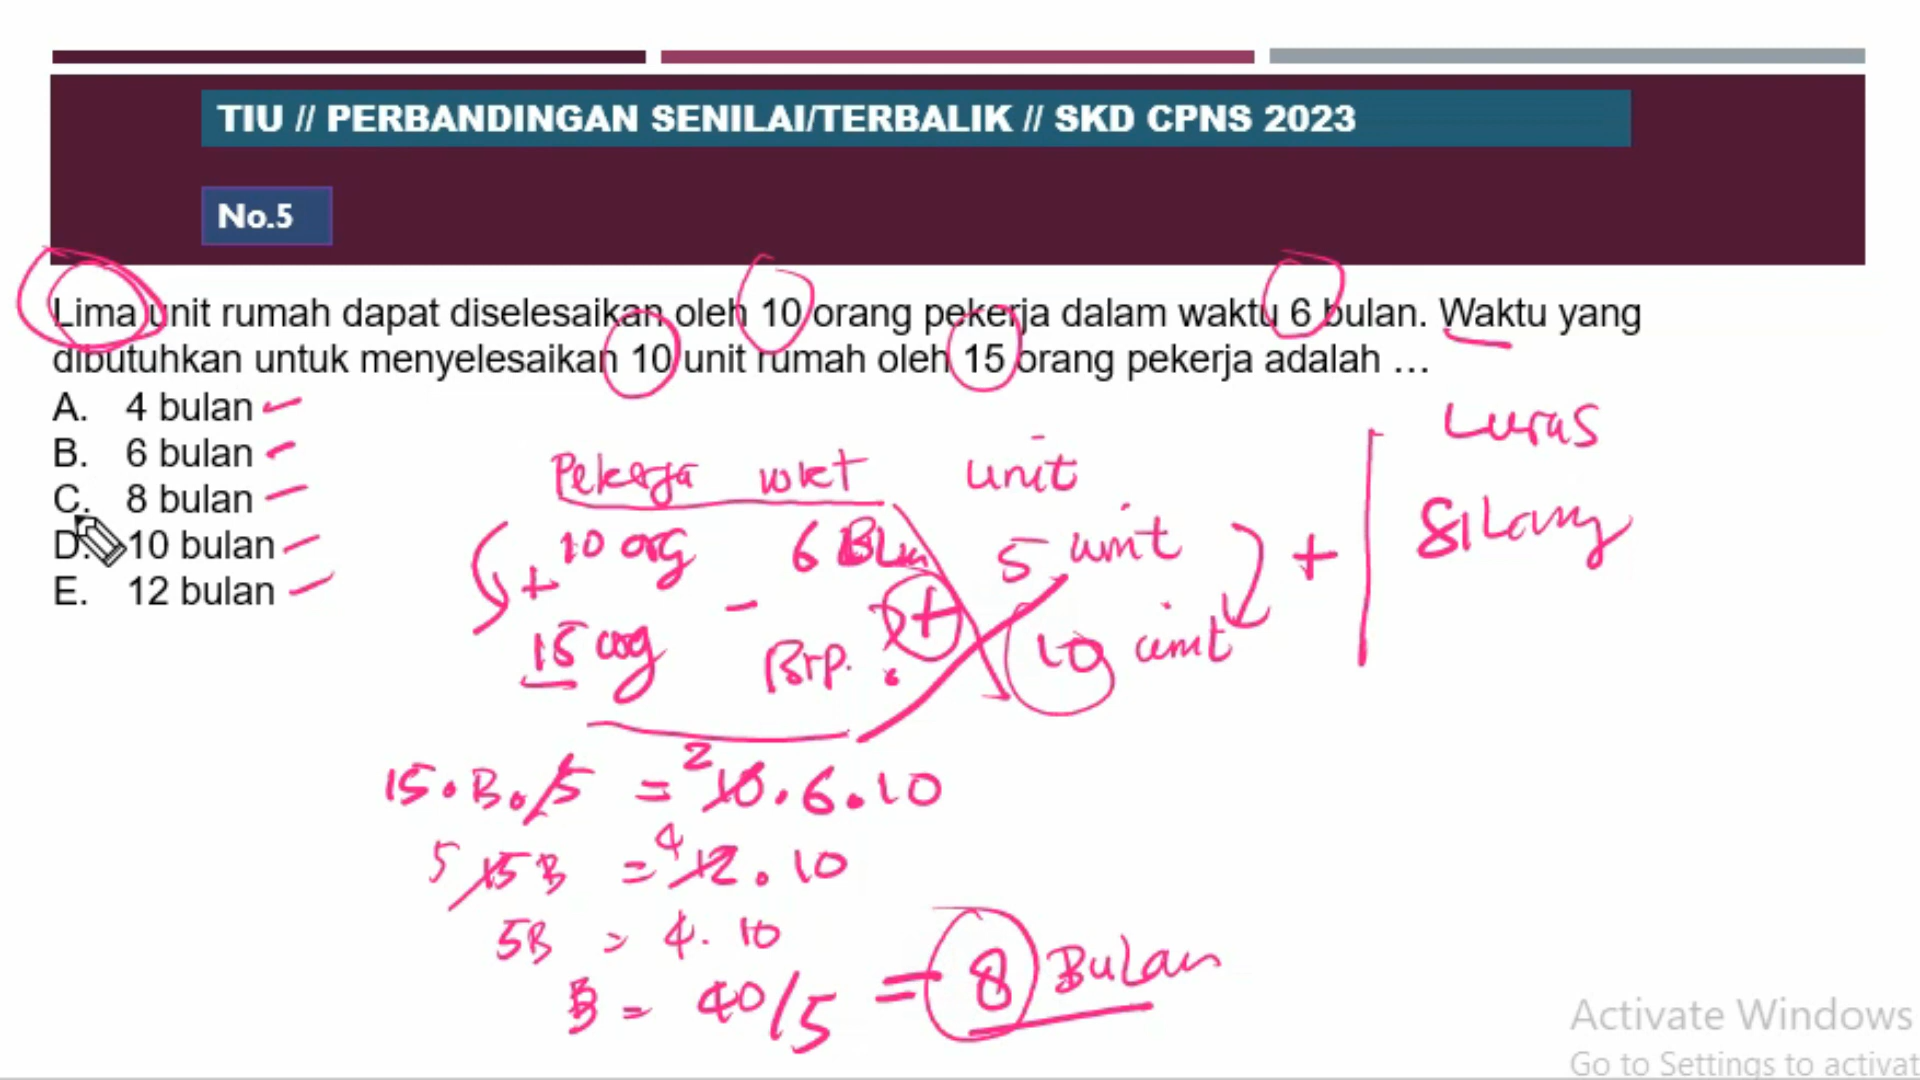 TIU // PERBANDINGAN SENILAI/TERBALIK // SKD CPNS 2023
No.5
Lima unit rumah dapat diselesaikan oleh 10 orang pekerja dalam waktu 6 bulan. Waktu yang
dibutuhkan untuk menyelesaikan 10 unit rumah oleh 15 orang pekerja adalah …
A. 4 bulan
B. 6 bulan
C. 8 bulan
D. 10 bulan
E. 12 bulan
Pekerja wkt unit
10 org 6 BLn 5 unit
+ - + +
15 org Brp. 10 unit
Lurus
Silang
15.B.5 = 2 10.6.10
5 15B = 4 12.10
5B = 4.10
B = 40/5 = 8 Bulan
Activate Windows
Go to Settings to activat